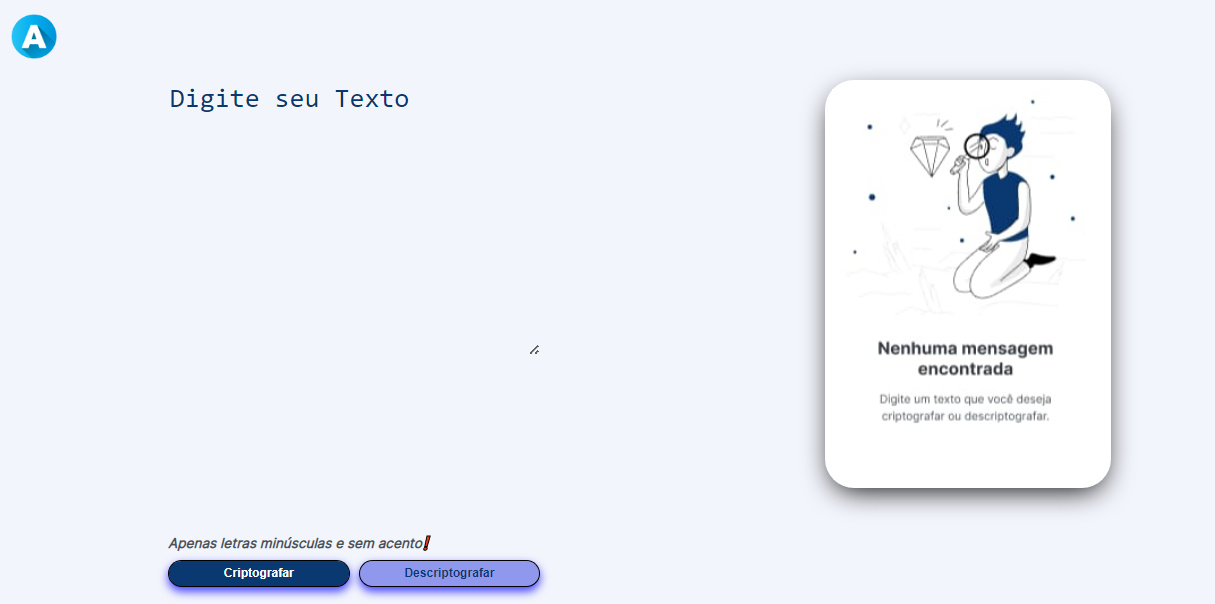 A
Digite seu Texto
Nenhuma mensagem
encontrada
Digite um texto que você deseja
criptografar ou descriptografar.
Apenas letras minúsculas e sem acento❗
Criptografar
Descriptografar